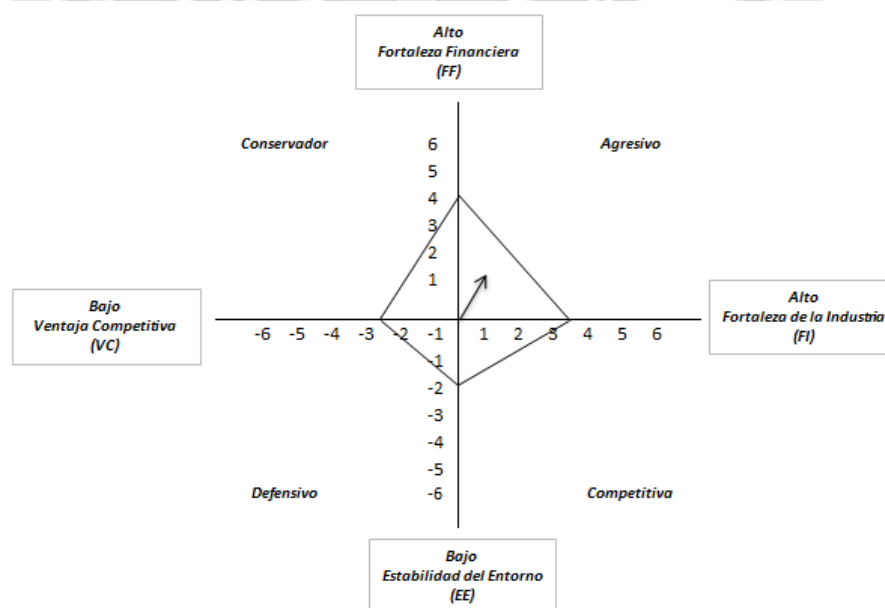 Alto
Fortaleza Financiera
(FF)
Conservador
Agresivo
6
5
4
3
2
1
Bajo
Ventaja Competitiva
(VC)
-6 -5 -4 -3 -2 -1 1 2 3 4 5 6
Alto
Fortaleza de la Industria
(FI)
-1
-2
-3
-4
-5
-6
Defensivo
Competitiva
Bajo
Estabilidad del Entorno
(EE)